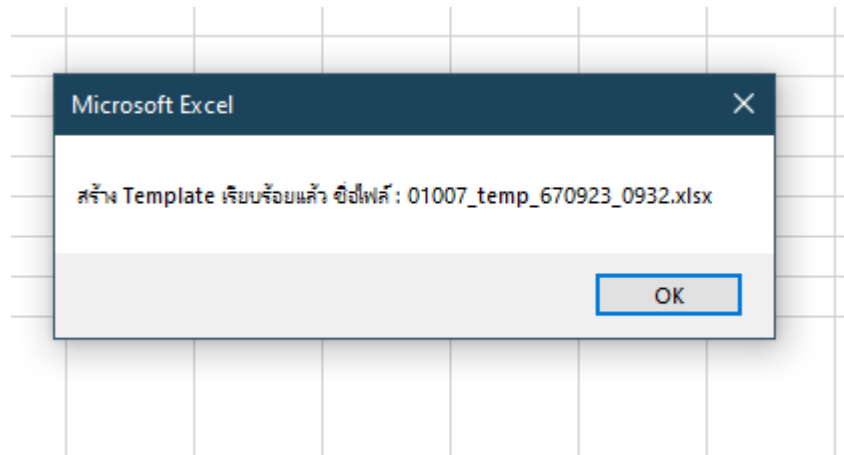 Microsoft Excel
สร้าง Template เรียบร้อยแล้ว ชื่อไฟล์ : 01007_temp_670923_0932.xlsx
OK